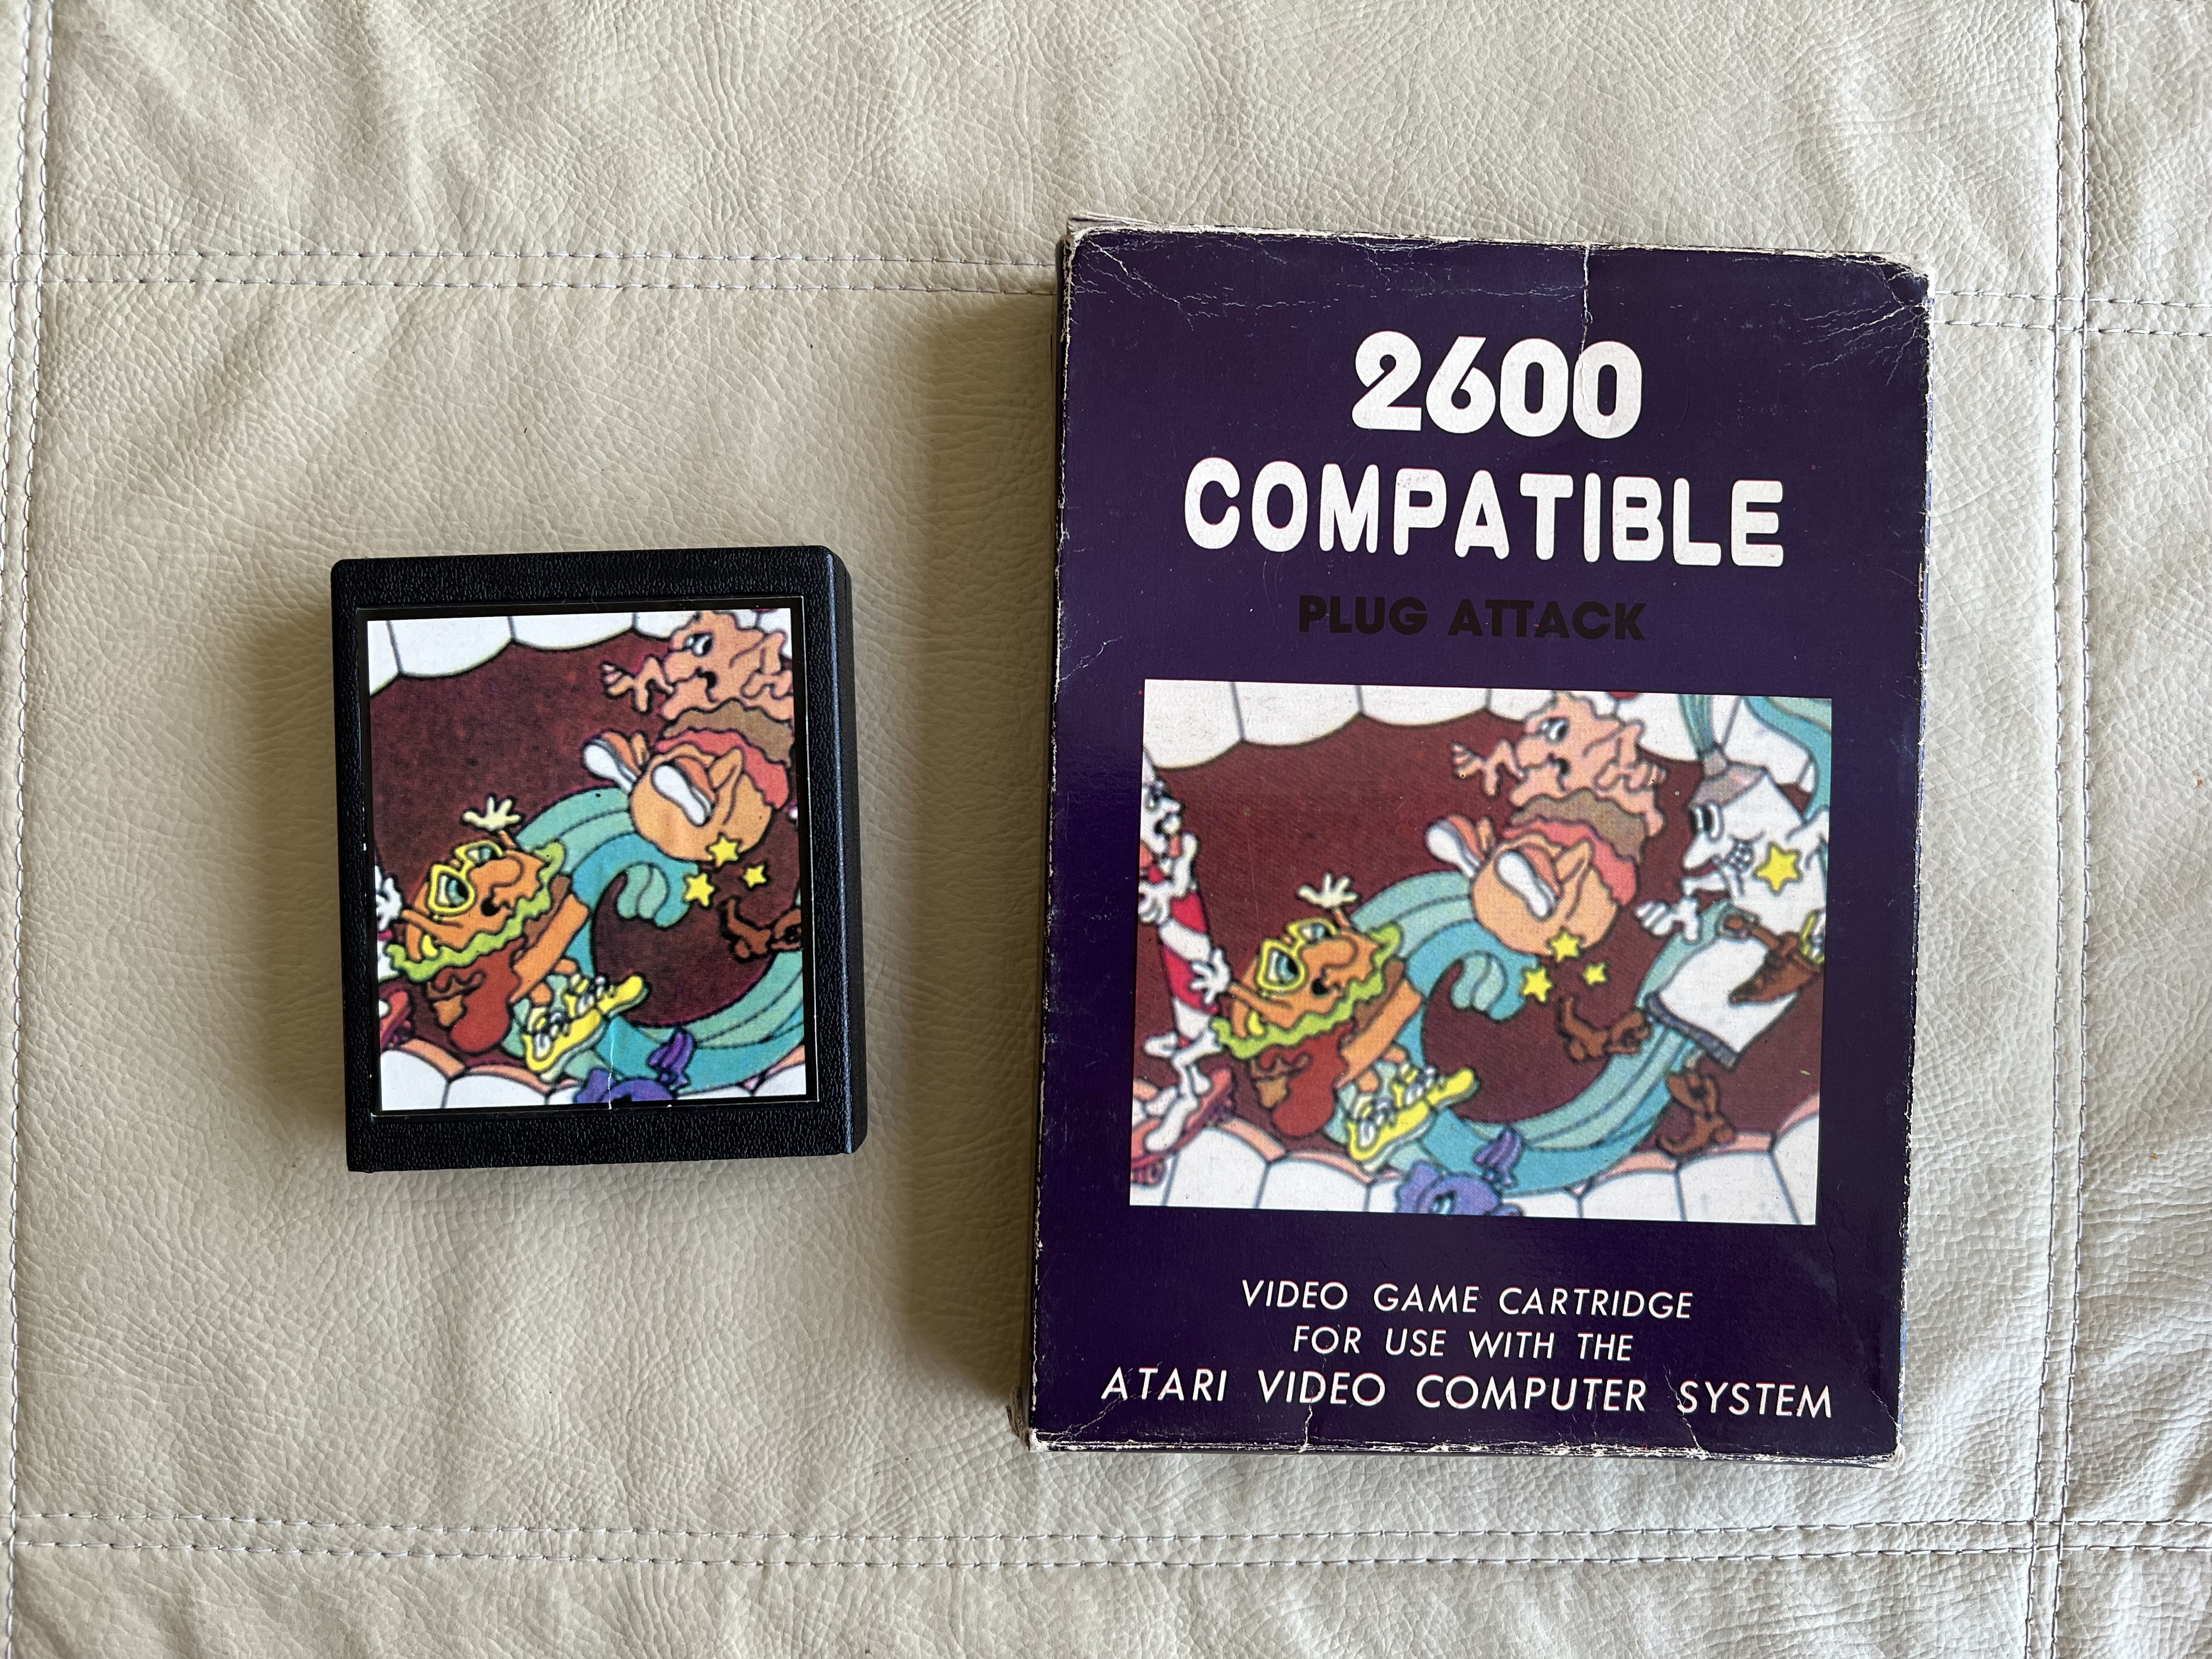 2600
COMPATIBLE
PLUG ATTACK
VIDEO GAME CARTRIDGE
FOR USE WITH THE
ATARI VIDEO COMPUTER SYSTEM